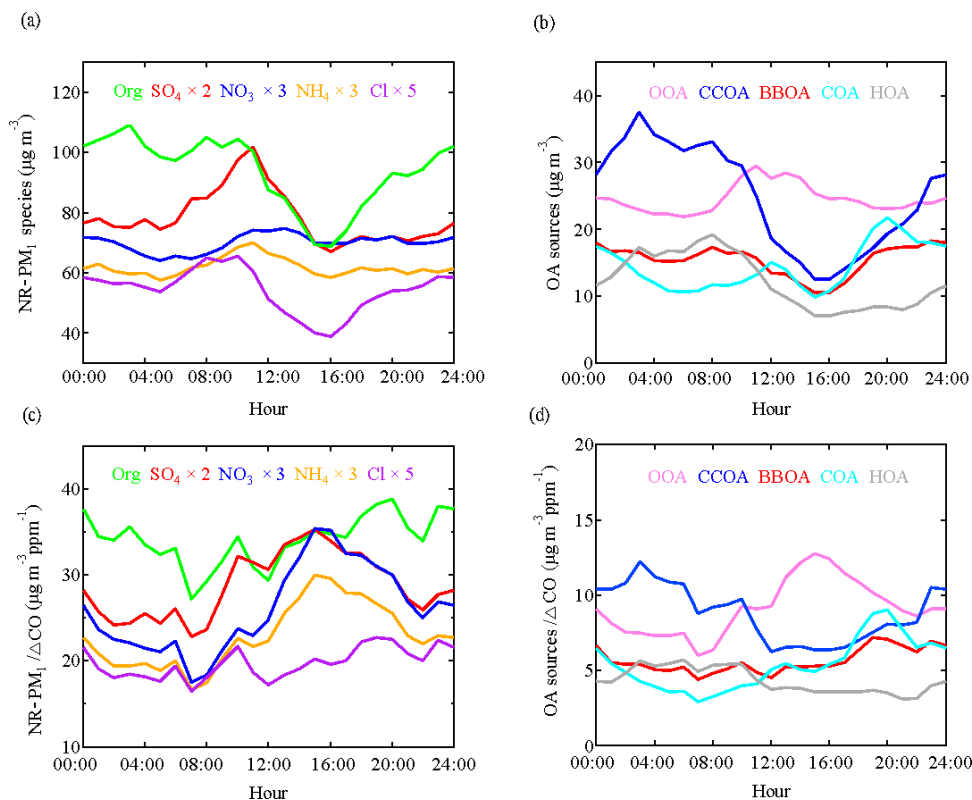 (a)
NR-PM₁ species (μg m⁻³)
120
100
80
60
40
Org SO₄ × 2 NO₃ × 3 NH₄ × 3 Cl × 5
00:00 04:00 08:00 12:00 16:00 20:00 24:00
Hour
(b)
OA sources (μg m⁻³)
40
30
20
10
0
OOA CCOA BBOA COA HOA
00:00 04:00 08:00 12:00 16:00 20:00 24:00
Hour
(c)
NR-PM₁ /△CO (μg m⁻³ ppm⁻¹)
40
30
20
10
Org SO₄ × 2 NO₃ × 3 NH₄ × 3 Cl × 5
00:00 04:00 08:00 12:00 16:00 20:00 24:00
Hour
(d)
OA sources /△CO (μg m⁻³ ppm⁻¹)
20
15
10
5
0
OOA CCOA BBOA COA HOA
00:00 04:00 08:00 12:00 16:00 20:00 24:00
Hour